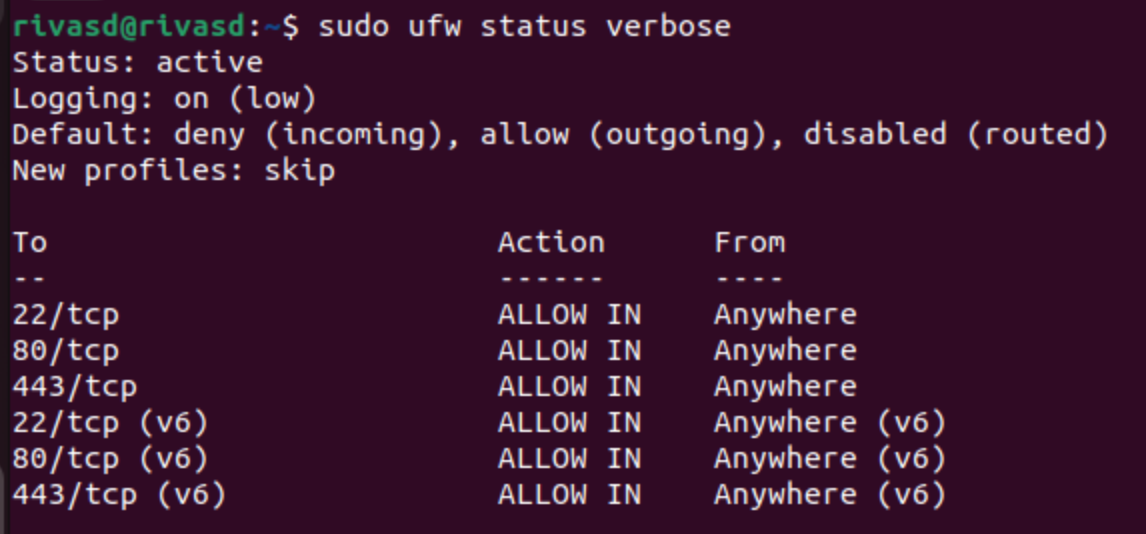 rivasd@rivasd:~$ sudo ufw status verbose
Status: active
Logging: on (low)
Default: deny (incoming), allow (outgoing), disabled (routed)
New profiles: skip

To                         Action      From
--                         ------      ----
22/tcp                     ALLOW IN    Anywhere
80/tcp                     ALLOW IN    Anywhere
443/tcp                    ALLOW IN    Anywhere
22/tcp (v6)                ALLOW IN    Anywhere (v6)
80/tcp (v6)                ALLOW IN    Anywhere (v6)
443/tcp (v6)               ALLOW IN    Anywhere (v6)